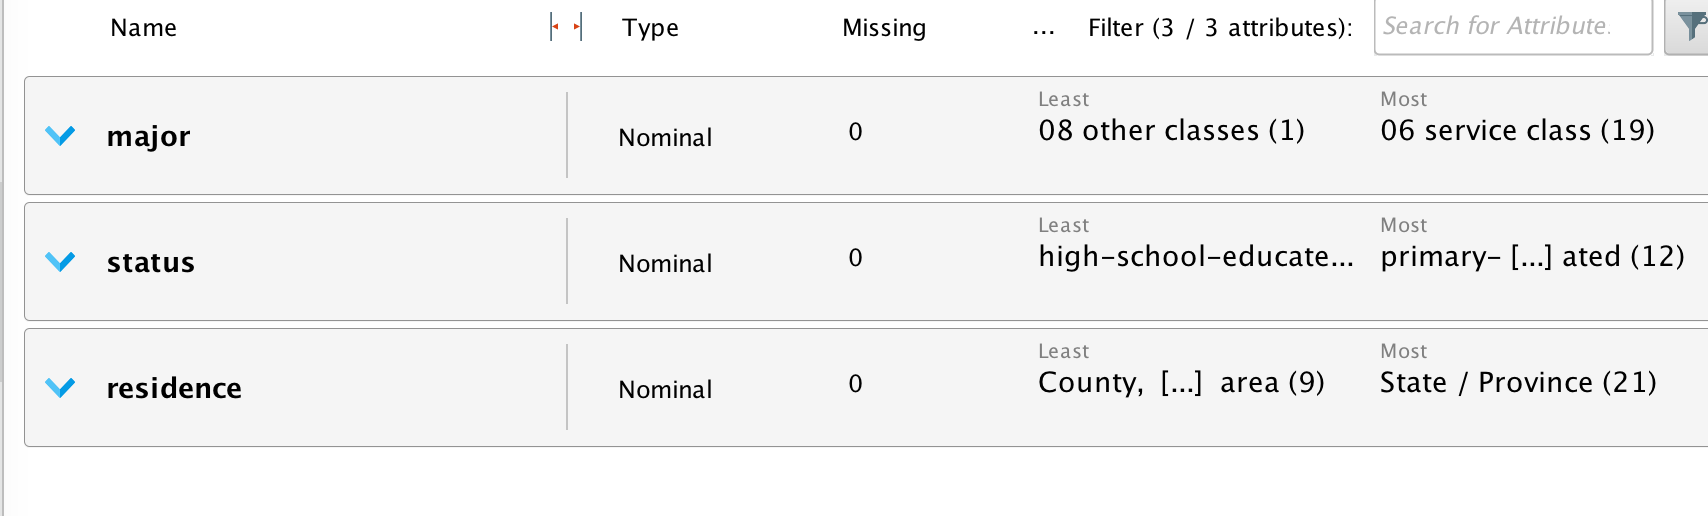 Name Type Missing ... Filter (3 / 3 attributes): Search for Attribute.
Least Most
major Nominal 0 08 other classes (1) 06 service class (19)
Least Most
status Nominal 0 high-school-educate... primary- [...] ated (12)
Least Most
residence Nominal 0 County, [...] area (9) State / Province (21)